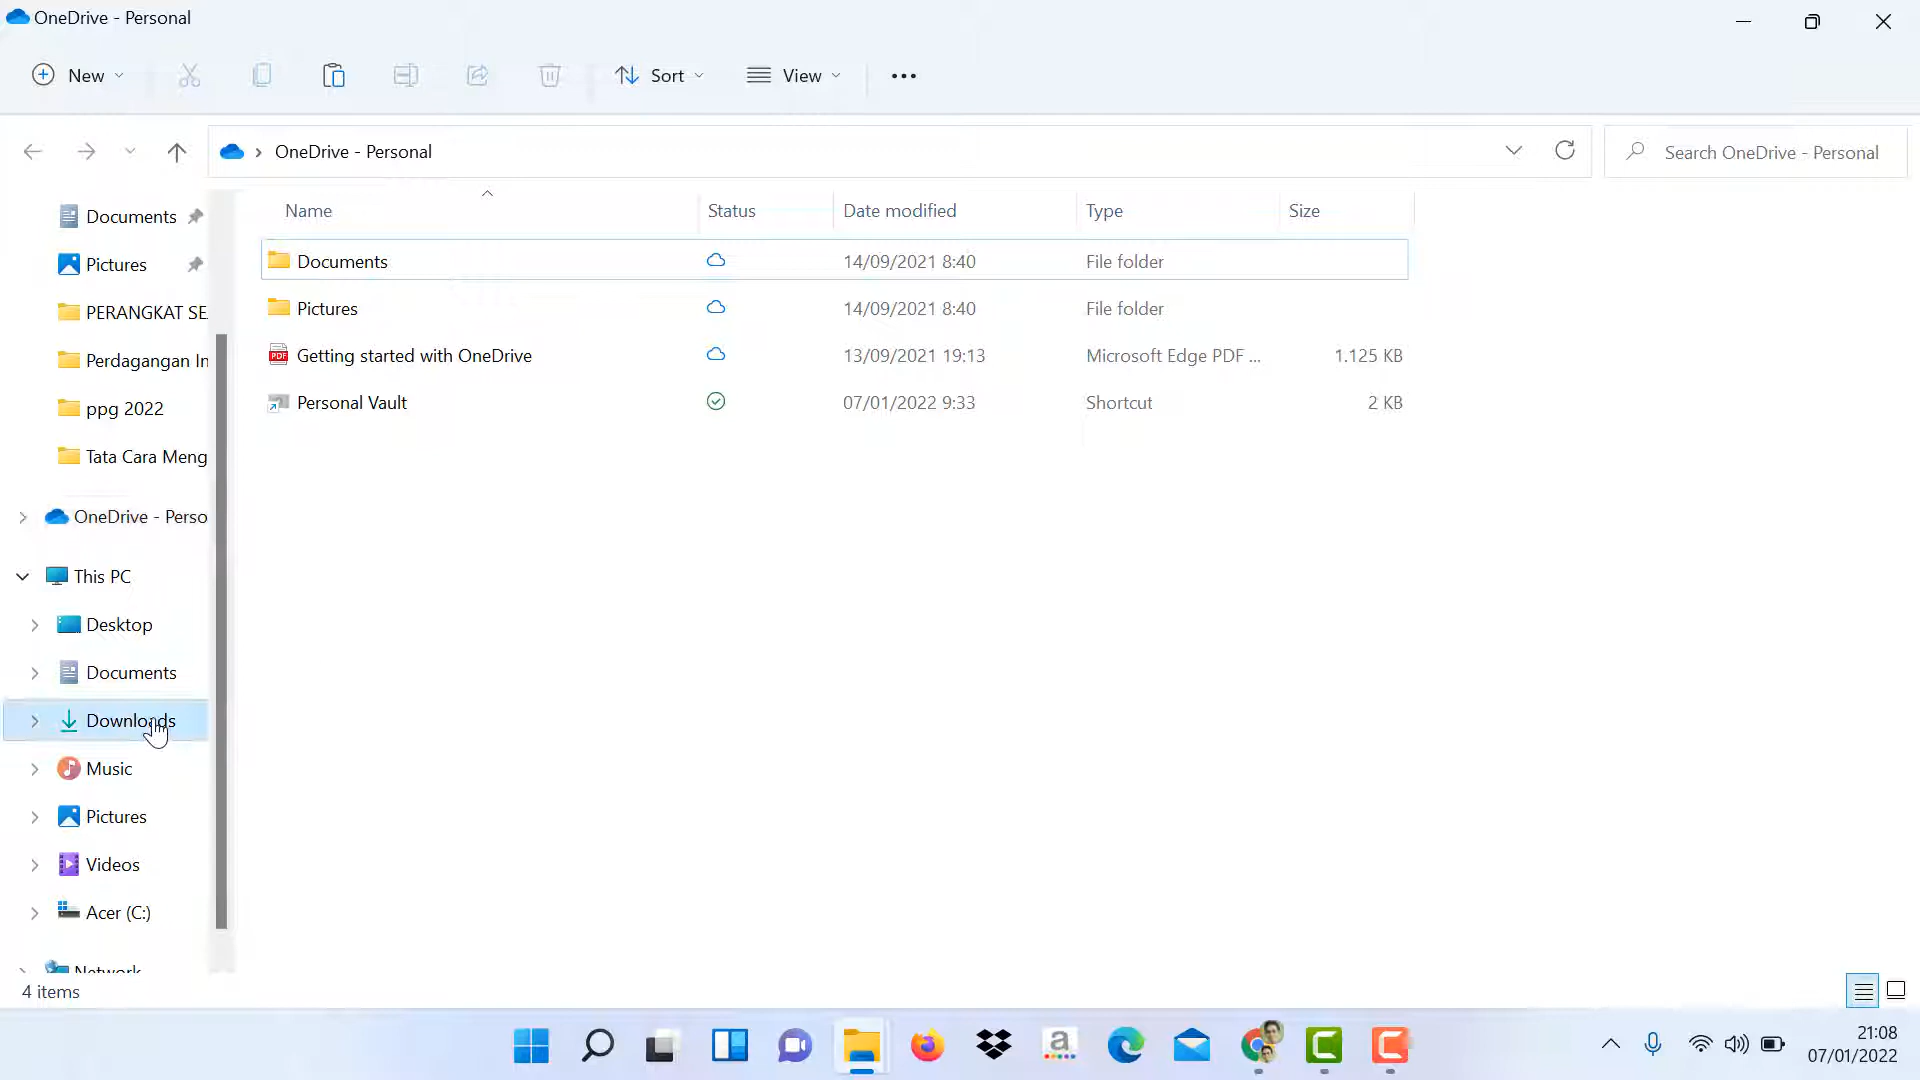 OneDrive - Personal
New
Sort
View
OneDrive - Personal
Search OneDrive - Personal
Name Status Date modified Type Size
Documents 14/09/2021 8:40 File folder
Pictures 14/09/2021 8:40 File folder
Getting started with OneDrive 13/09/2021 19:13 Microsoft Edge PDF ... 1.125 KB
Personal Vault 07/01/2022 9:33 Shortcut 2 KB
Documents
Pictures
PERANGKAT SE
Perdagangan In
ppg 2022
Tata Cara Meng
OneDrive - Perso
This PC
Desktop
Documents
Downloads
Music
Pictures
Videos
Acer (C:)
Network
4 items
21:08
07/01/2022